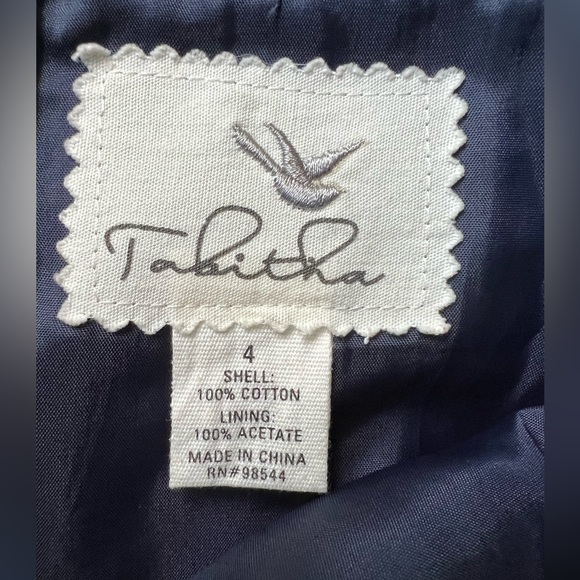 Tabitha
4
SHELL:
100% COTTON
LINING:
100% ACETATE
MADE IN CHINA
RN#98544